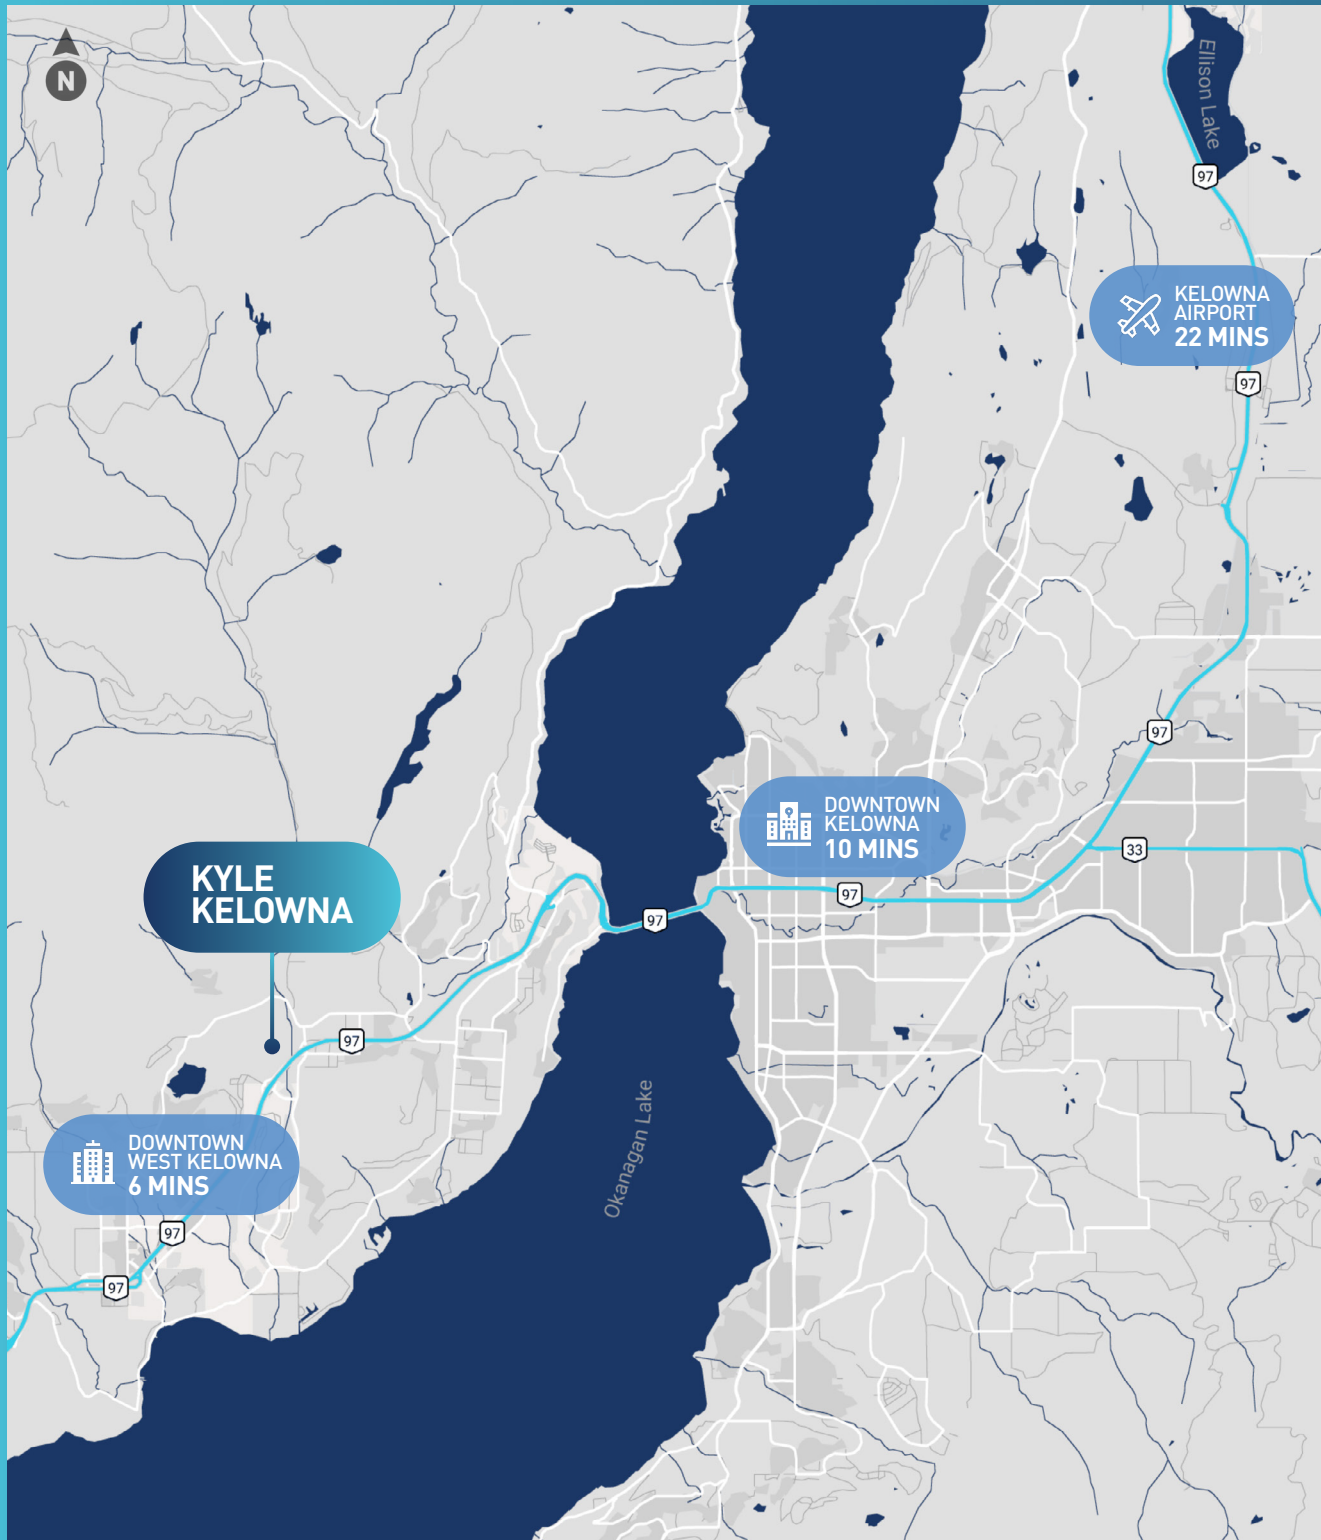 N
Ellison Lake
97
KELOWNA
AIRPORT
22 MINS
97
97
DOWNTOWN
KELOWNA
10 MINS
33
97
KYLE
KELOWNA
97
97
Okanagan Lake
DOWNTOWN
WEST KELOWNA
6 MINS
97
97